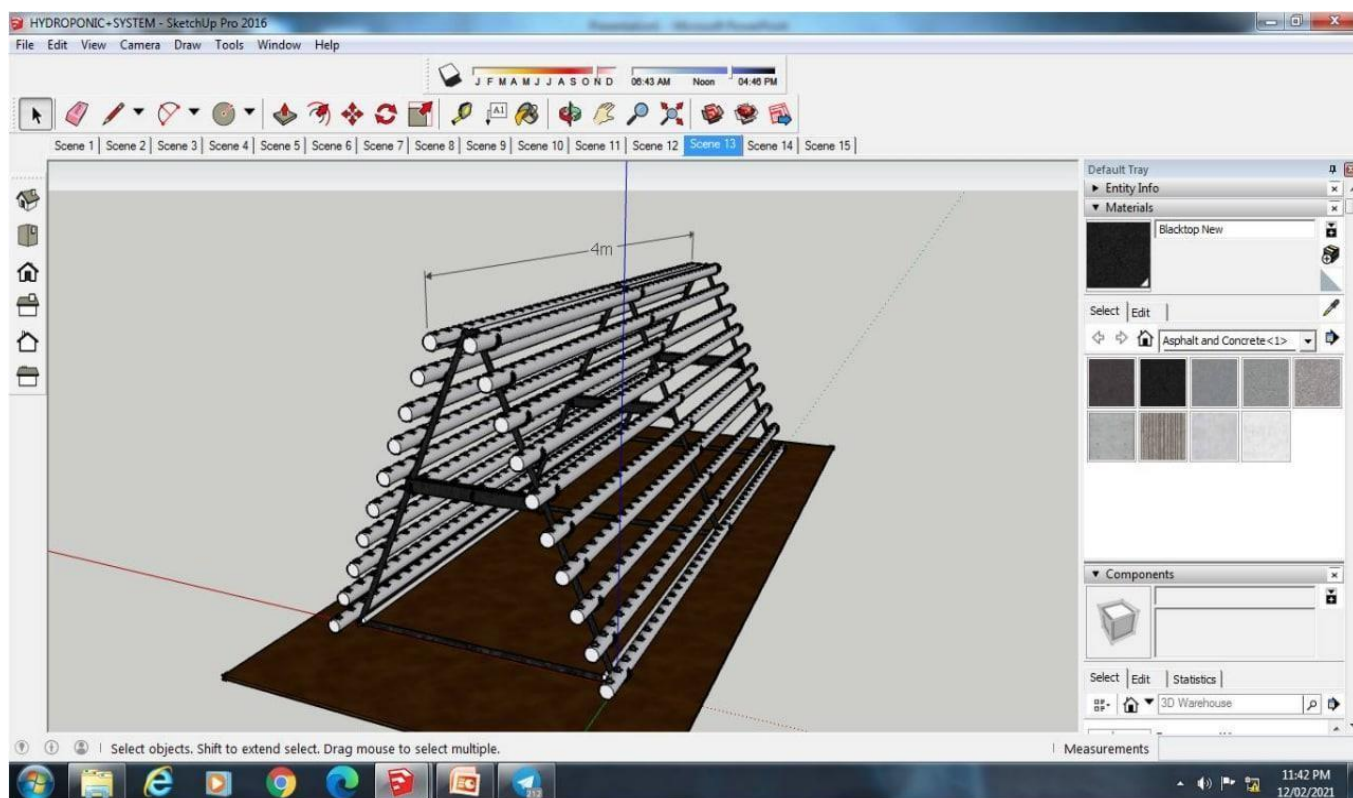 HYDROPONIC+SYSTEM - SketchUp Pro 2016
File Edit View Camera Draw Tools Window Help
J F M A M J J A S O N D 06:43 AM Noon 04:46 PM
A1
Scene 1 Scene 2 Scene 3 Scene 4 Scene 5 Scene 6 Scene 7 Scene 8 Scene 9 Scene 10 Scene 11 Scene 12 Scene 13 Scene 14 Scene 15
Default Tray
Entity Info
Materials
Blacktop New
Select Edit
Asphalt and Concrete<1>
4m
Components
Select Edit Statistics
3D Warehouse
Select objects. Shift to extend select. Drag mouse to select multiple.
Measurements
212
11:42 PM
12/02/2021